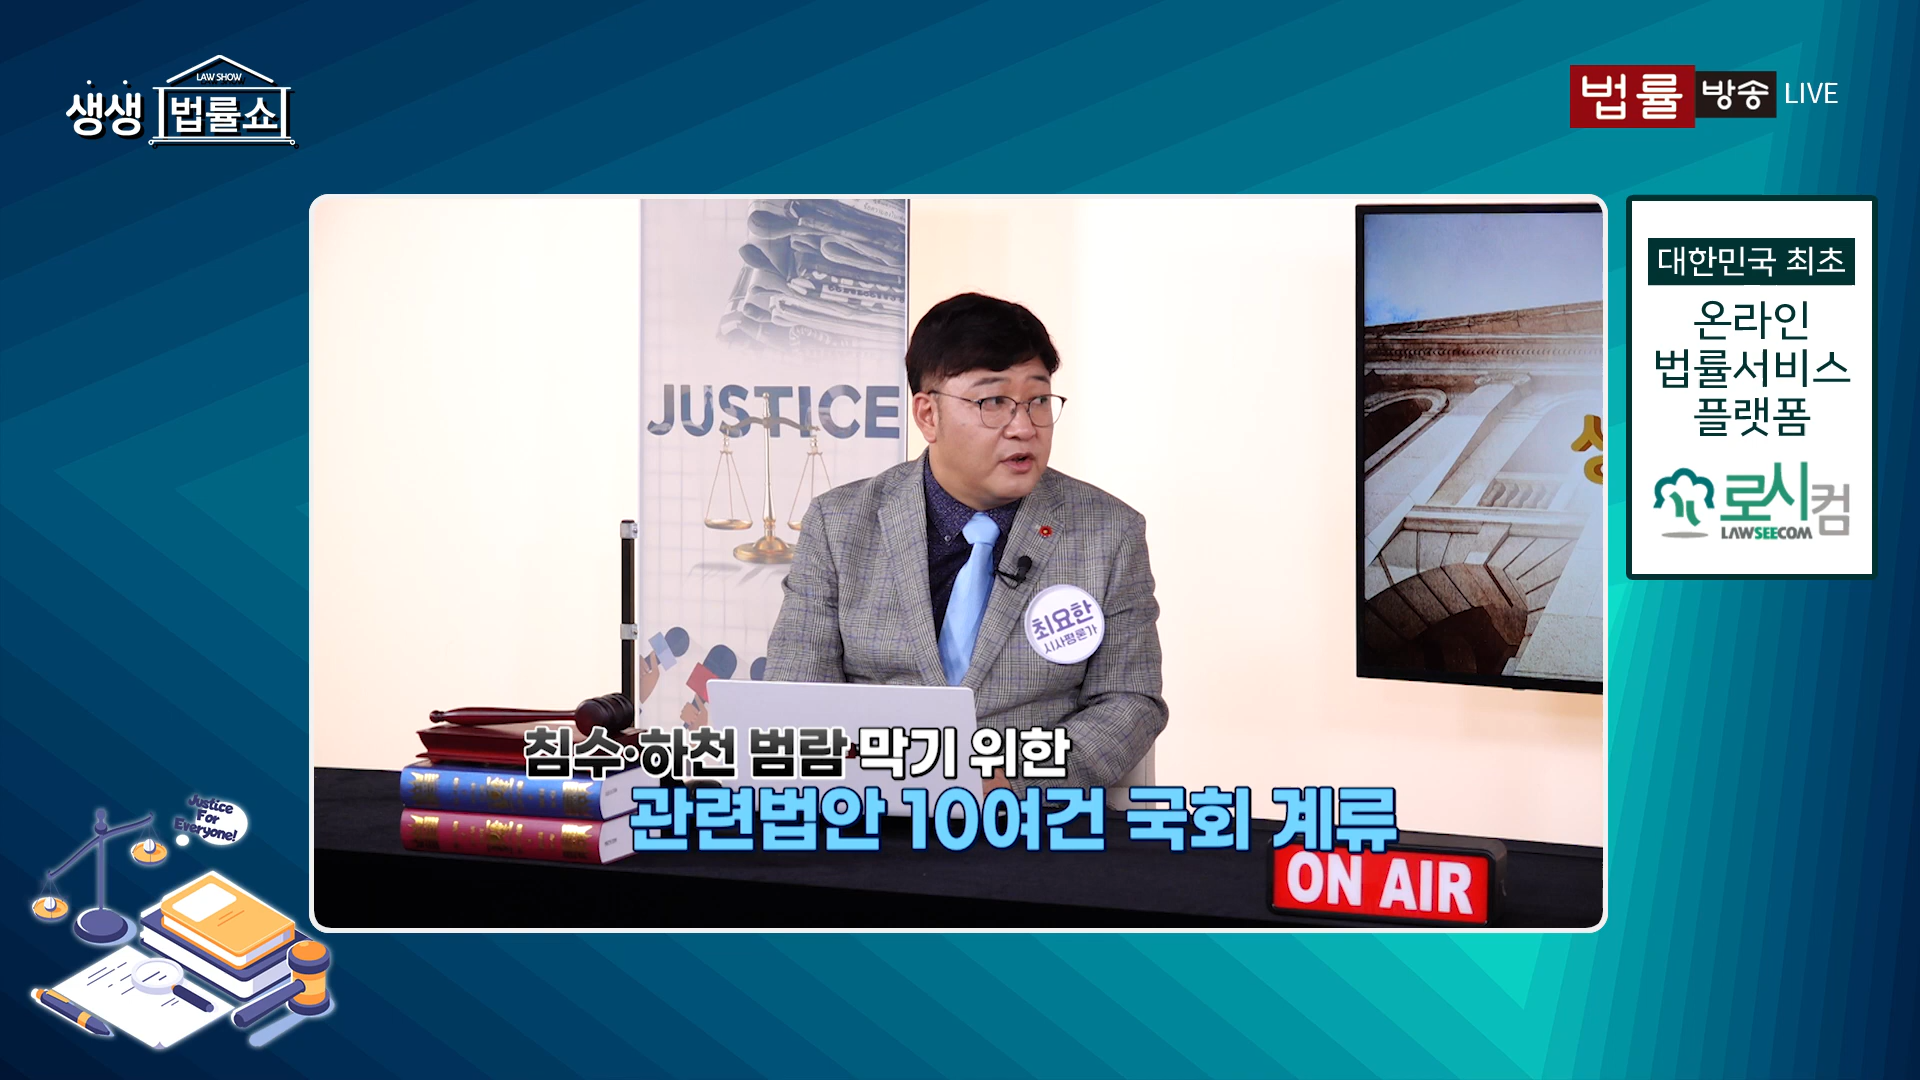 LAW SHOW
생생 법률쇼
법률방송 LIVE
대한민국 최초
온라인
법률서비스
플랫폼
로시컴
LAWSEECOM
JUSTICE
생
최요한
시사평론가
침수·하천 범람 막기 위한
관련법안 10여건 국회 계류
ON AIR
Justice
For
Everyone!